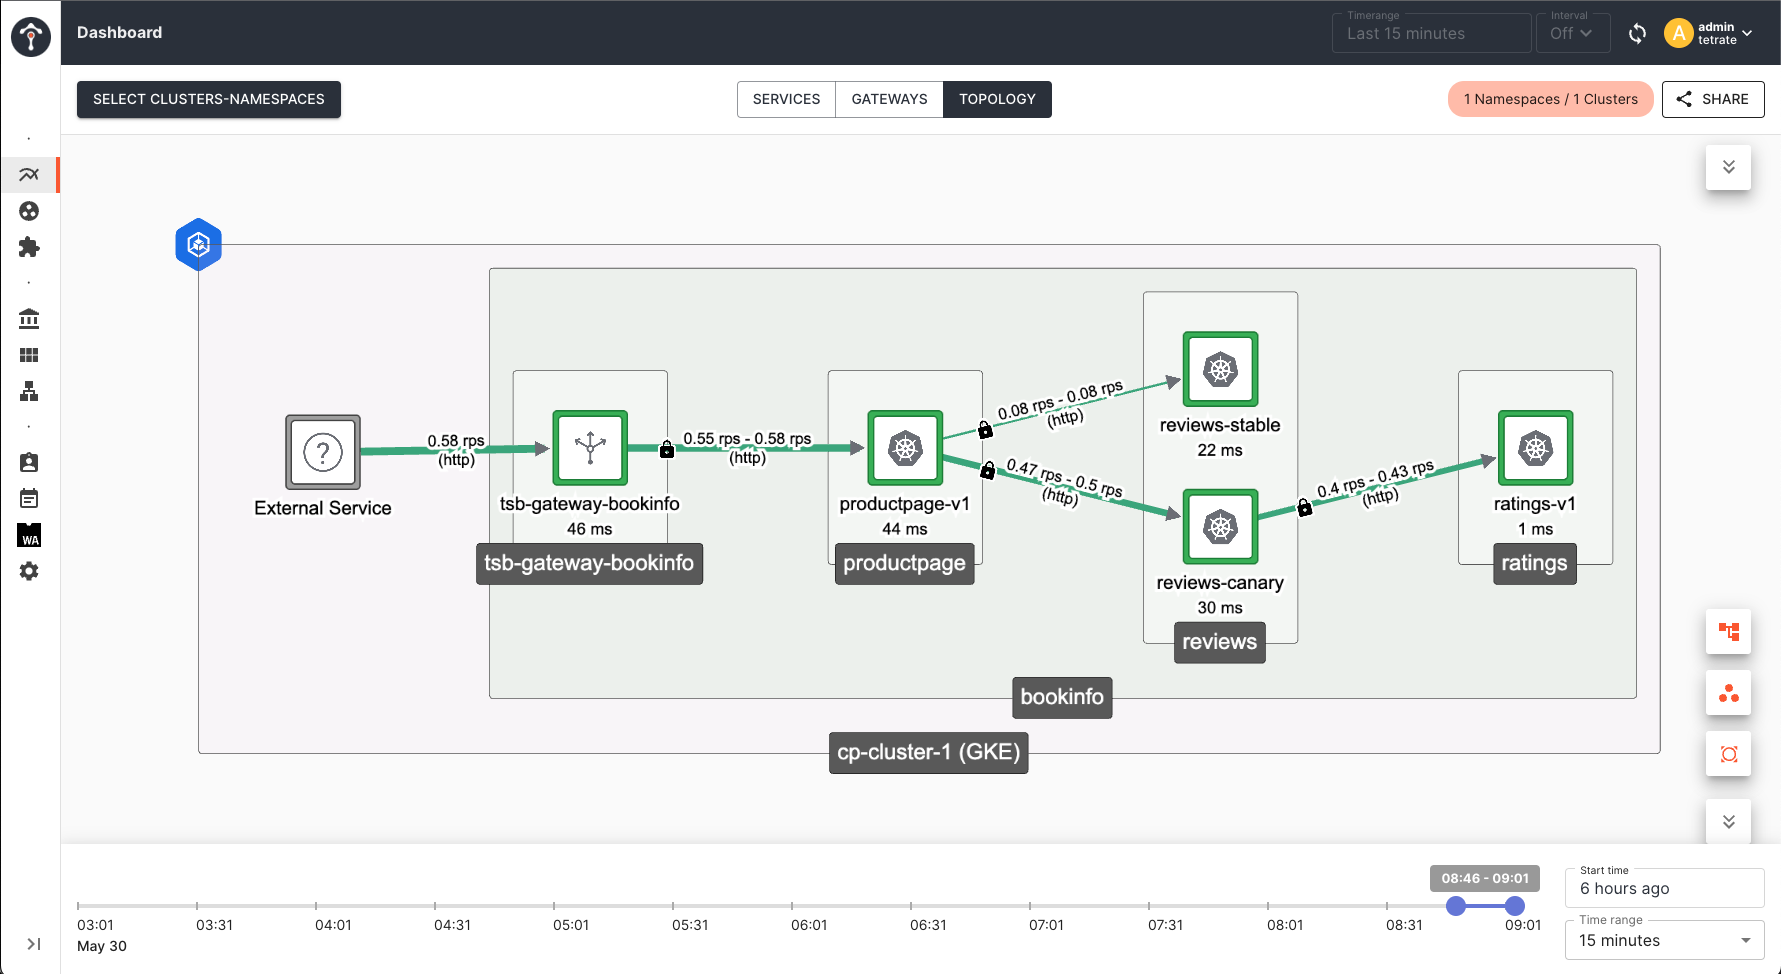 Dashboard
Timerange
Last 15 minutes
Interval
Off
A
admin
tetrate
SELECT CLUSTERS-NAMESPACES
SERVICES
GATEWAYS
TOPOLOGY
1 Namespaces / 1 Clusters
SHARE
WA
?
External Service
0.58 rps
(http)
tsb-gateway-bookinfo
46 ms
tsb-gateway-bookinfo
0.55 rps - 0.58 rps
(http)
productpage-v1
44 ms
productpage
0.08 rps - 0.08 rps
(http)
0.47 rps - 0.5 rps
(http)
reviews-stable
22 ms
reviews-canary
30 ms
reviews
0.4 rps - 0.43 rps
(http)
ratings-v1
1 ms
ratings
bookinfo
cp-cluster-1 (GKE)
08:46 - 09:01
03:01
03:31
04:01
04:31
05:01
05:31
06:01
06:31
07:01
07:31
08:01
08:31
09:01
May 30
Start time
6 hours ago
Time range
15 minutes